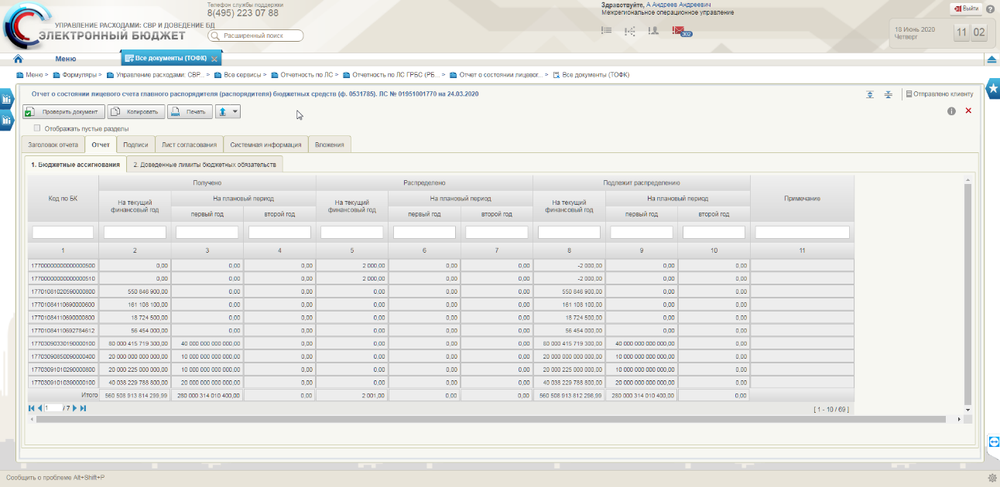 Телефон службы поддержки
8(495) 223 07 88
УПРАВЛЕНИЕ РАСХОДАМИ: СВР И ДОВЕДЕНИЕ БД
ЭЛЕКТРОННЫЙ БЮДЖЕТ
Расширенный поиск
Здравствуйте, А Андреев Андреевич
Межрегиональное операционное управление
302
Выйти
18 Июнь 2020
Четверг
11 02
Меню
Все документы (ТОФК)
Меню > Формуляры > Управление расходами: СВР... > Все сервисы > Отчетность по ЛС > Отчетность по ЛС ГРБС (РБ... > Отчет о состоянии лицевог... > Все документы (ТОФК)
Отчет о состоянии лицевого счета главного распорядителя (распорядителя) бюджетных средств (ф. 0531785). ЛС № 01951001770 на 24.03.2020
Отправлено клиенту
Проверить документ Копировать Печать
Отображать пустые разделы
Заголовок отчета Отчет Подписи Лист согласования Системная информация Вложения
1. Бюджетные ассигнования 2. Доведенные лимиты бюджетных обязательств
Код по БК Получено Распределено Подлежит распределению Примечание
На текущий финансовый год На плановый период На текущий финансовый год На плановый период На текущий финансовый год На плановый период
первый год второй год первый год второй год первый год второй год
1 2 3 4 5 6 7 8 9 10 11
17700000000000000500 0,00 0,00 0,00 2 000,00 0,00 0,00 -2 000,00 0,00 0,00
17700000000000000510 0,00 0,00 0,00 2 000,00 0,00 0,00 -2 000,00 0,00 0,00
17701081020590000800 550 846 900,00 0,00 0,00 0,00 0,00 0,00 550 846 900,00 0,00 0,00
17701084110690000600 161 108 100,00 0,00 0,00 0,00 0,00 0,00 161 108 100,00 0,00 0,00
17701084110690000800 18 724 500,00 0,00 0,00 0,00 0,00 0,00 18 724 500,00 0,00 0,00
17701084110692784612 56 454 000,00 0,00 0,00 0,00 0,00 0,00 56 454 000,00 0,00 0,00
17703090330190000100 80 000 415 719 300,00 40 000 000 000 000,00 0,00 0,00 0,00 0,00 80 000 415 719 300,00 40 000 000 000 000,00 0,00
17703090850090000400 20 000 000 000 000,00 10 000 000 000 000,00 0,00 0,00 0,00 0,00 20 000 000 000 000,00 10 000 000 000 000,00 0,00
17703091010290000800 20 000 225 000 000,00 10 000 000 000 000,00 0,00 0,00 0,00 0,00 20 000 225 000 000,00 10 000 000 000 000,00 0,00
17703091010390000100 40 038 229 788 800,00 20 000 000 000 000,00 0,00 0,00 0,00 0,00 40 038 229 788 800,00 20 000 000 000 000,00 0,00
Итого 560 508 913 814 299,99 280 000 314 010 400,00 0,00 2 001,00 0,00 0,00 560 508 913 812 298,99 280 000 314 010 400,00 0,00
1 / 7
[ 1 - 10 / 69 ]
Сообщить о проблеме Alt+Shift+P